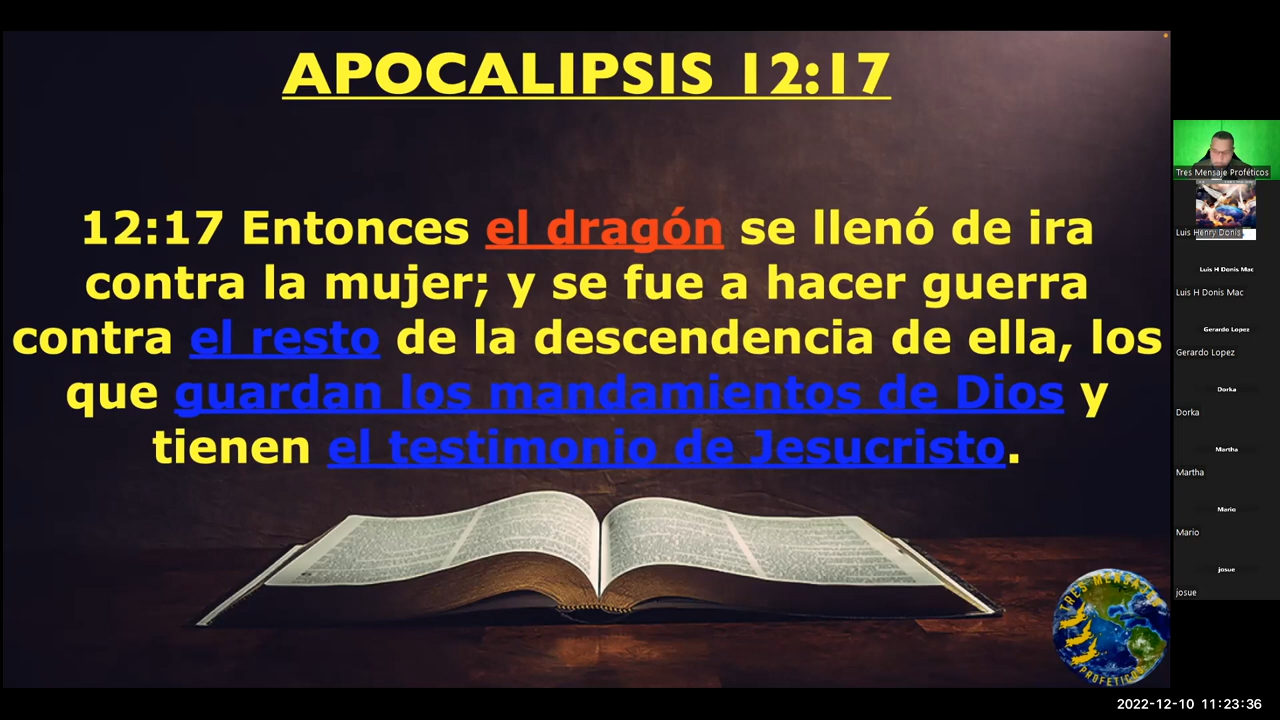 APOCALIPSIS 12:17
12:17 Entonces el dragón se llenó de ira
contra la mujer; y se fue a hacer guerra
contra el resto de la descendencia de ella, los
que guardan los mandamientos de Dios y
tienen el testimonio de Jesucristo.
TRES MENSAJES
PROFÉTICOS
Tres Mensaje Proféticos
Luis Henry Donis
Luis H Donis Mac
Luis H Donis Mac
Gerardo Lopez
Gerardo Lopez
Dorka
Dorka
Martha
Martha
Mario
Mario
josue
josue
2022-12-10 11:23:36